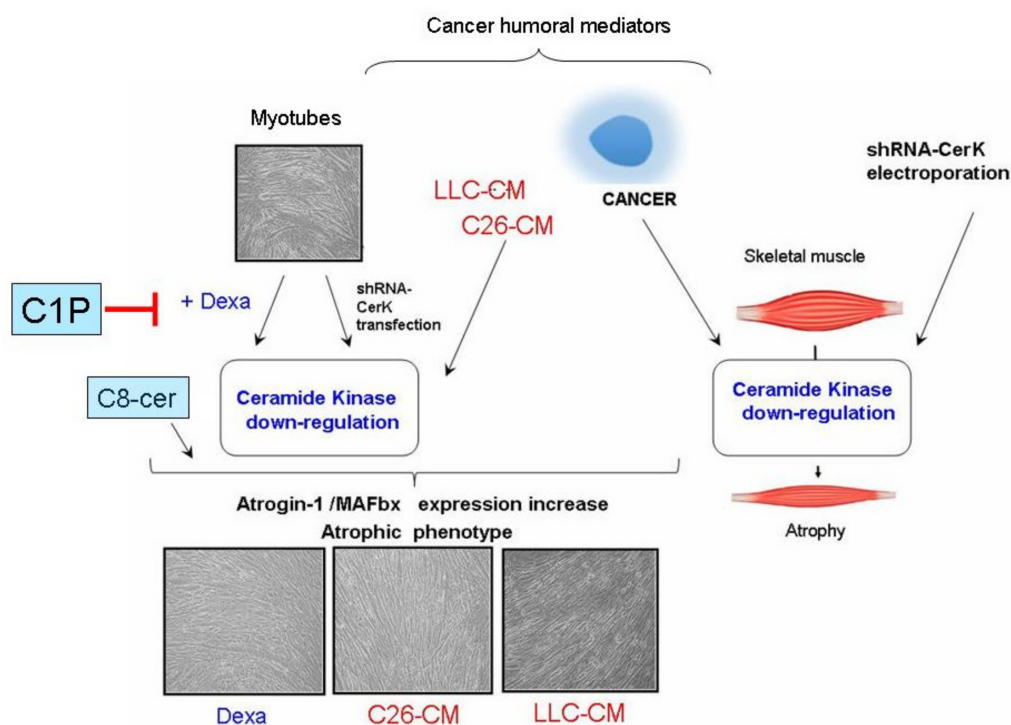 Cancer humoral mediators
Myotubes
LLC-CM
C26-CM
CANCER
shRNA-CerK
electroporation
Skeletal muscle
C1P
+ Dexa
shRNA-
CerK
transfection
C8-cer
Ceramide Kinase
down-regulation
Ceramide Kinase
down-regulation
Atrogin-1 /MAFbx expression increase
Atrophic phenotype
Atrophy
Dexa
C26-CM
LLC-CM